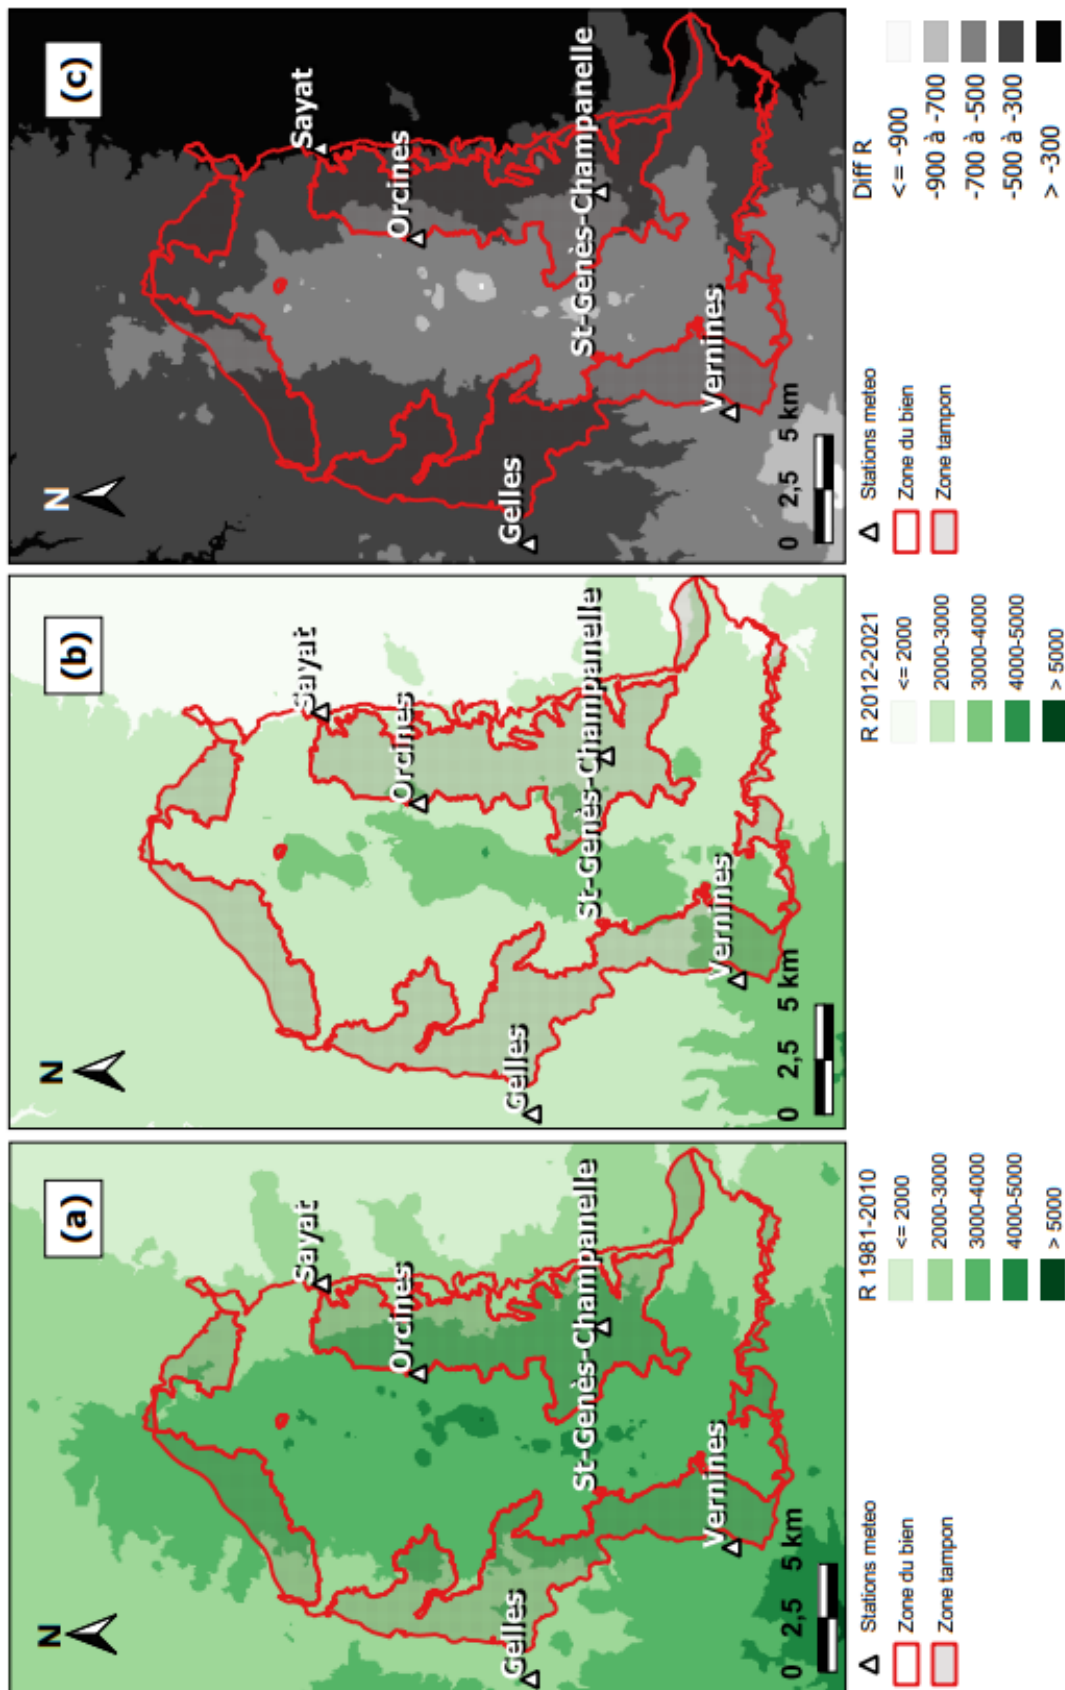 N
(a)
Sayat
Orcines
Gelles
St-Genès-Champanelle
Vernines
0 2,5 5 km
N
(b)
Sayat
Orcines
Gelles
St-Genès-Champanelle
Vernines
0 2,5 5 km
N
(c)
Sayat
Orcines
Gelles
St-Genès-Champanelle
Vernines
0 2,5 5 km
Stations meteo
Zone du bien
Zone tampon
R 1981-2010
<= 2000
2000-3000
3000-4000
4000-5000
> 5000
R 2012-2021
<= 2000
2000-3000
3000-4000
4000-5000
> 5000
Stations meteo
Zone du bien
Zone tampon
Diff R
<= -900
-900 à -700
-700 à -500
-500 à -300
> -300